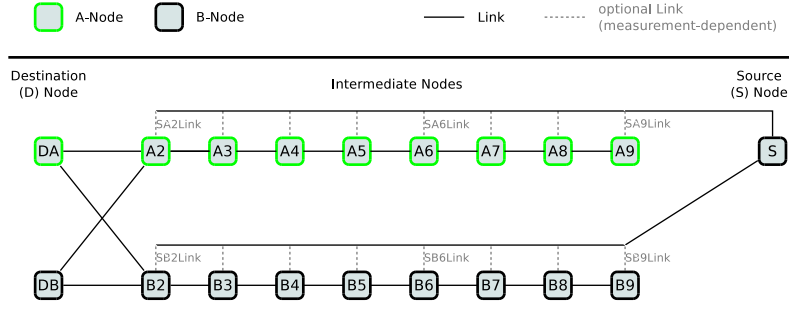 A-Node
B-Node
Link
optional Link
(measurement-dependent)
Destination
(D) Node
Intermediate Nodes
Source
(S) Node
SA2Link
SA6Link
SA9Link
DA
A2
A3
A4
A5
A6
A7
A8
A9
S
SB2Link
SB6Link
SB9Link
DB
B2
B3
B4
B5
B6
B7
B8
B9